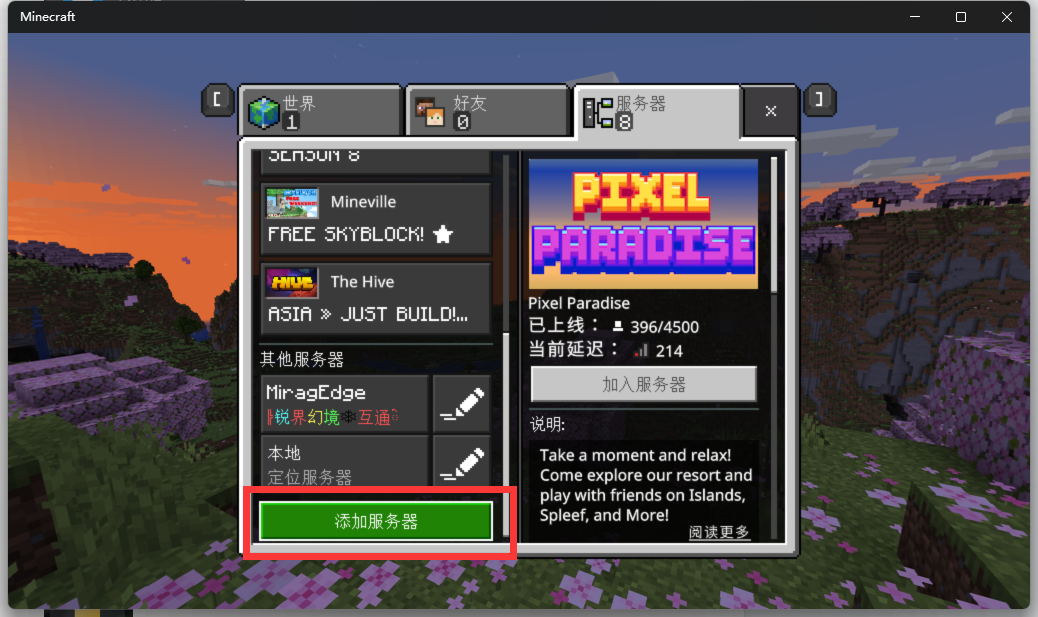 Minecraft
[
世界
1
好友
0
服务器
8
]
SEASON 8
Mineville
FREE SKYBLOCK!
HIVE
The Hive
ASIA » JUST BUILD!...
其他服务器
MiragEdge
锐界幻境❄互通
本地
定位服务器
添加服务器
PIXEL
PARADISE
Pixel Paradise
已上线： 396/4500
当前延迟： 214
加入服务器
说明:
Take a moment and relax!
Come explore our resort and
play with friends on Islands,
Spleef, and More!
阅读更多